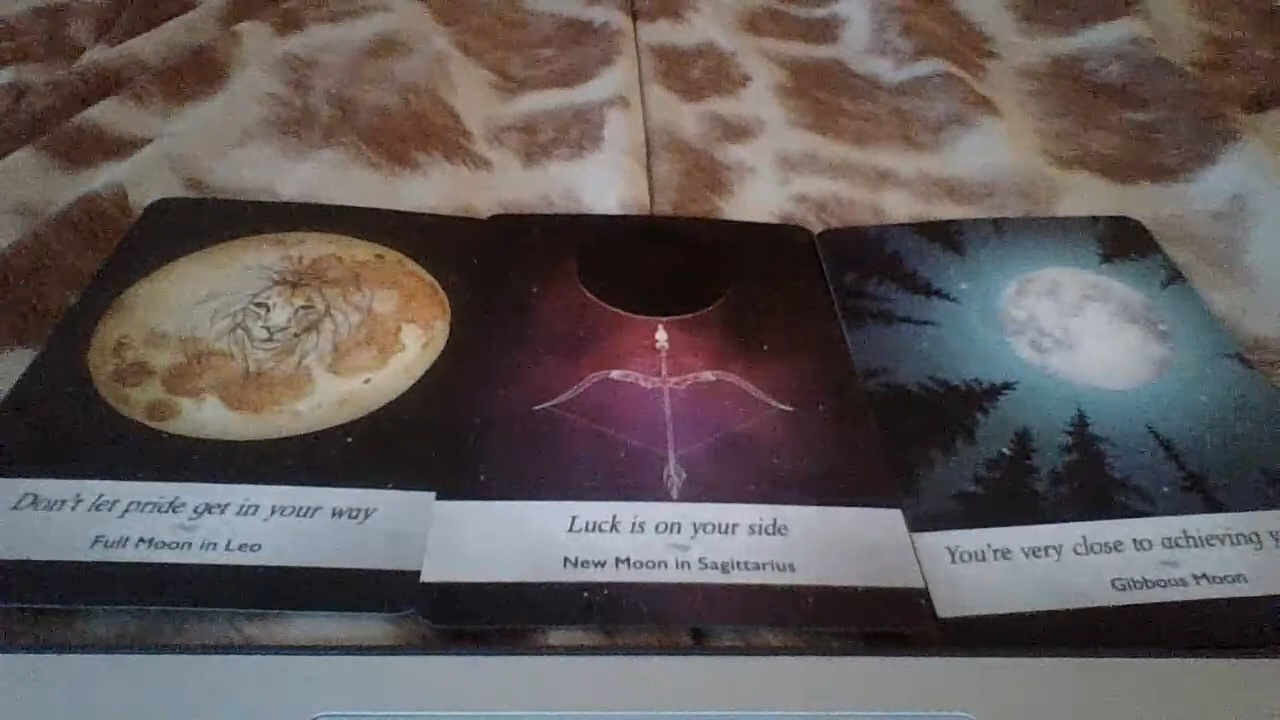 Don't let pride get in your way
Full Moon in Leo
Luck is on your side
New Moon in Sagittarius
You're very close to achieving
Gibbous Moon